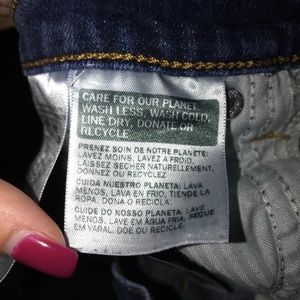 CARE FOR OUR PLANET:
WASH LESS, WASH COLD,
LINE DRY, DONATE OR
RECYCLE
PRENEZ SOIN DE NOTRE PLANETE:
LAVEZ MOINS, LAVEZ A FROID,
LAISSEZ SECHER NATURELLEMENT,
DONNEZ OU RECYCLEZ
CUIDA NUESTRO PLANETA: LAVA
MENOS, LAVA EN FRIO, TIENDE LA
ROPA, DONA O RECICLA.
CUIDE DO NOSSO PLANETA: LAVE
MENOS, LAVE EM ÁGUA FRIA, SEQUE
EM VARAL, DOE OU RECICLE.